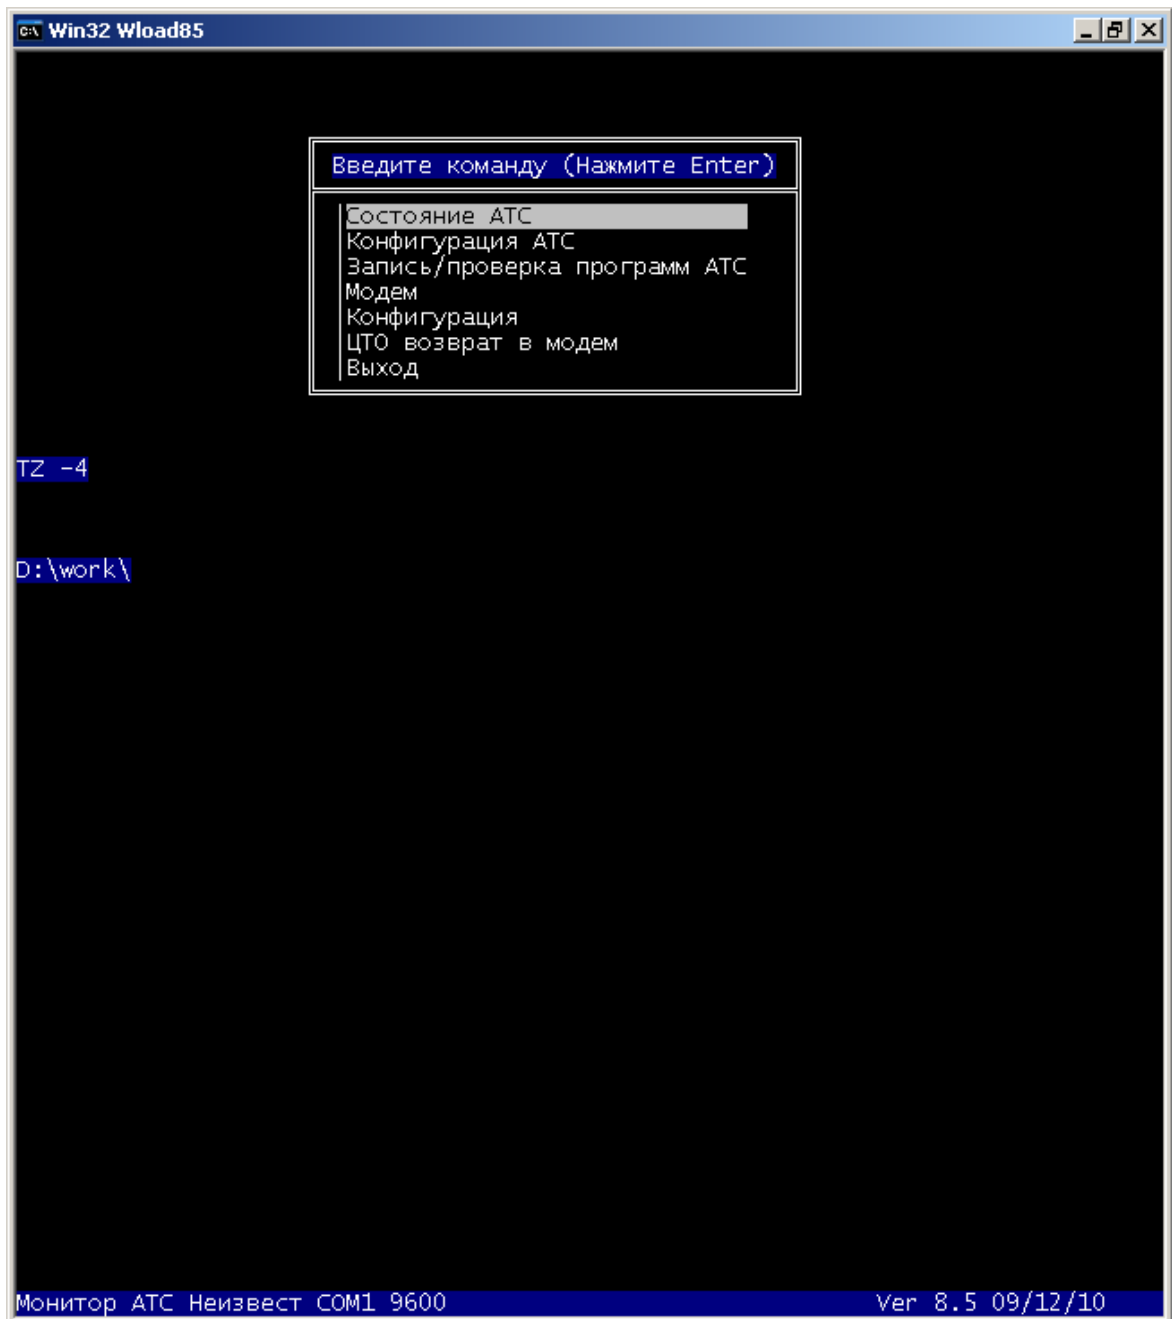 Win32 Wload85
Введите команду (Нажмите Enter)
Состояние АТС
Конфигурация АТС
Запись/проверка программ АТС
Модем
Конфигурация
ЦТО возврат в модем
Выход
TZ -4
D:\work\
Монитор АТС Неизвест COM1 9600 Ver 8.5 09/12/10